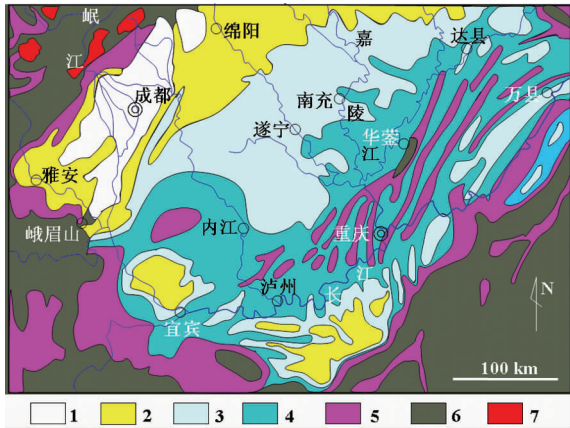 岷
江
绵阳
嘉
达县
成都
南充
陵
万县
遂宁
华蓥
江
雅安
峨眉山
内江
重庆
泸州
长
江
宜宾
N
100 km
1 2 3 4 5 6 7